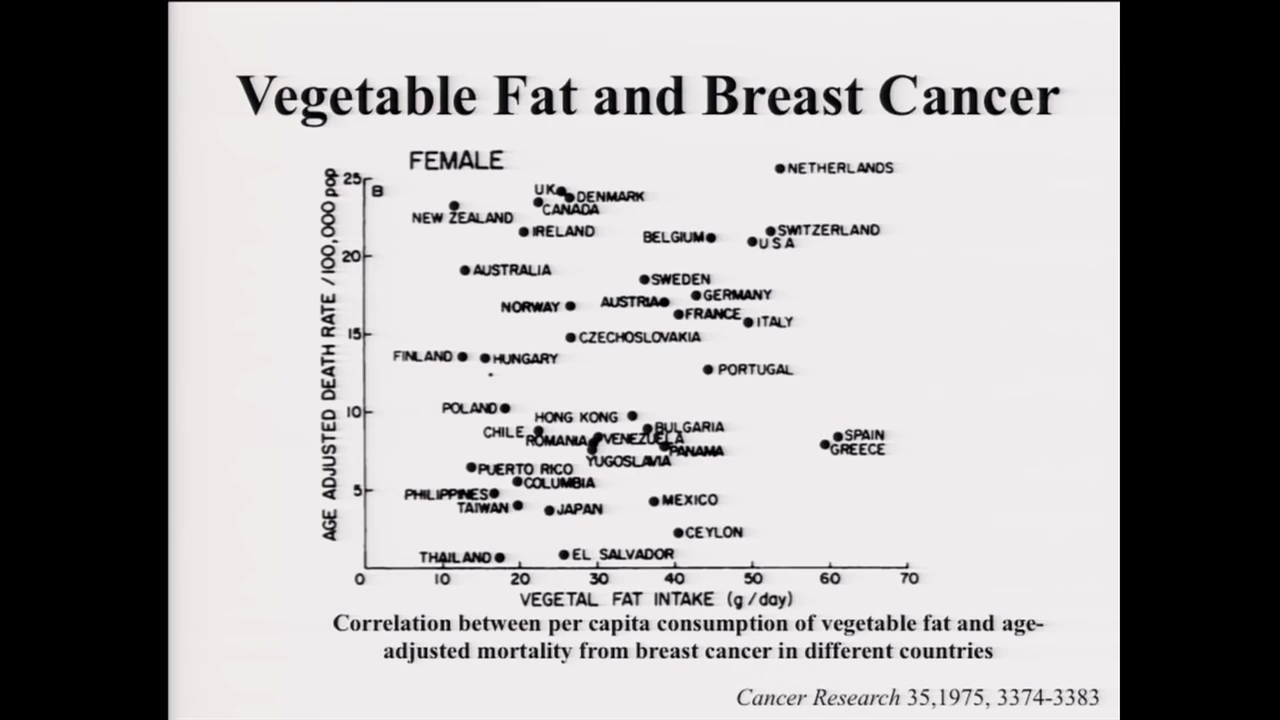 Vegetable Fat and Breast Cancer
FEMALE
B
NETHERLANDS
UK
DENMARK
CANADA
NEW ZEALAND
IRELAND
BELGIUM
SWITZERLAND
USA
AUSTRALIA
SWEDEN
GERMANY
AUSTRIA
NORWAY
FRANCE
ITALY
CZECHOSLOVAKIA
FINLAND
HUNGARY
PORTUGAL
POLAND
HONG KONG
BULGARIA
CHILE
ROMANIA
VENEZUELA
PANAMA
SPAIN
GREECE
YUGOSLAVIA
PUERTO RICO
COLUMBIA
PHILIPPINES
TAIWAN
JAPAN
MEXICO
CEYLON
THAILAND
EL SALVADOR
AGE ADJUSTED DEATH RATE /100,000 pop
25
20
15
10
5
0 10 20 30 40 50 60 70
VEGETAL FAT INTAKE (g/day)
Correlation between per capita consumption of vegetable fat and age-
adjusted mortality from breast cancer in different countries
Cancer Research 35,1975, 3374-3383